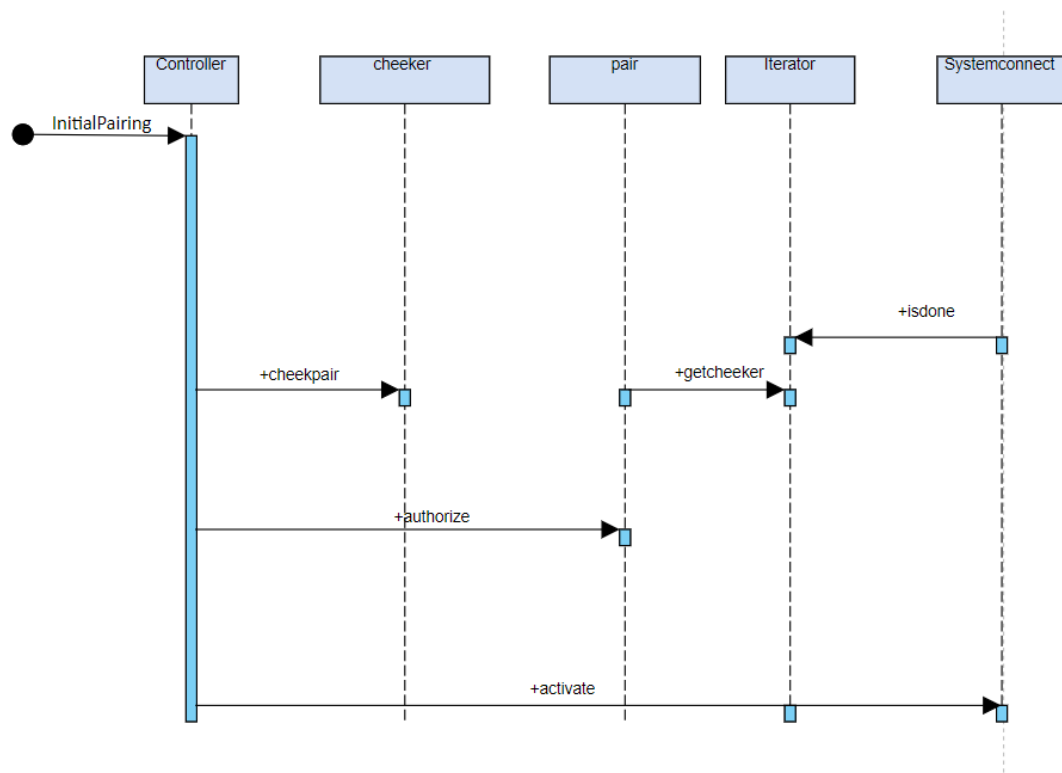 Controller
cheeker
pair
Iterator
Systemconnect
InitialPairing
+isdone
+cheekpair
+getcheeker
+authorize
+activate